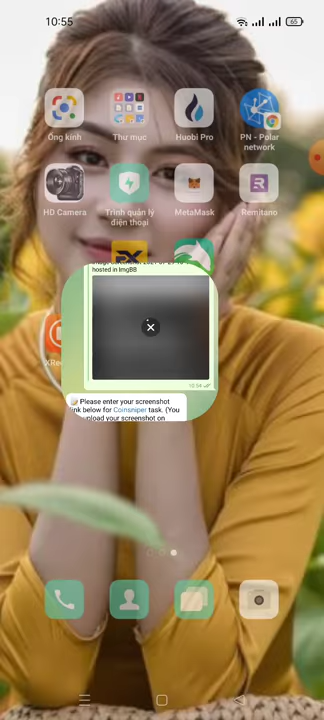 10:55
65
Ống kính
Thư mục
Huobi Pro
PN - Polar
network
HD Camera
Trình quản lý
điện thoại
MetaMask
Remitano
hosted in ImgBB
10:54
Please enter your screenshot
link below for Coinsniper task. (You
upload your screenshot on